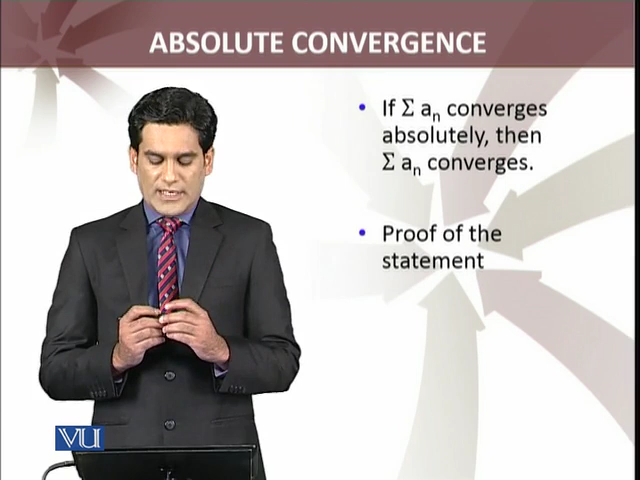 ABSOLUTE CONVERGENCE
• If Σ aₙ converges
absolutely, then
Σ aₙ converges.
• Proof of the
statement
VU